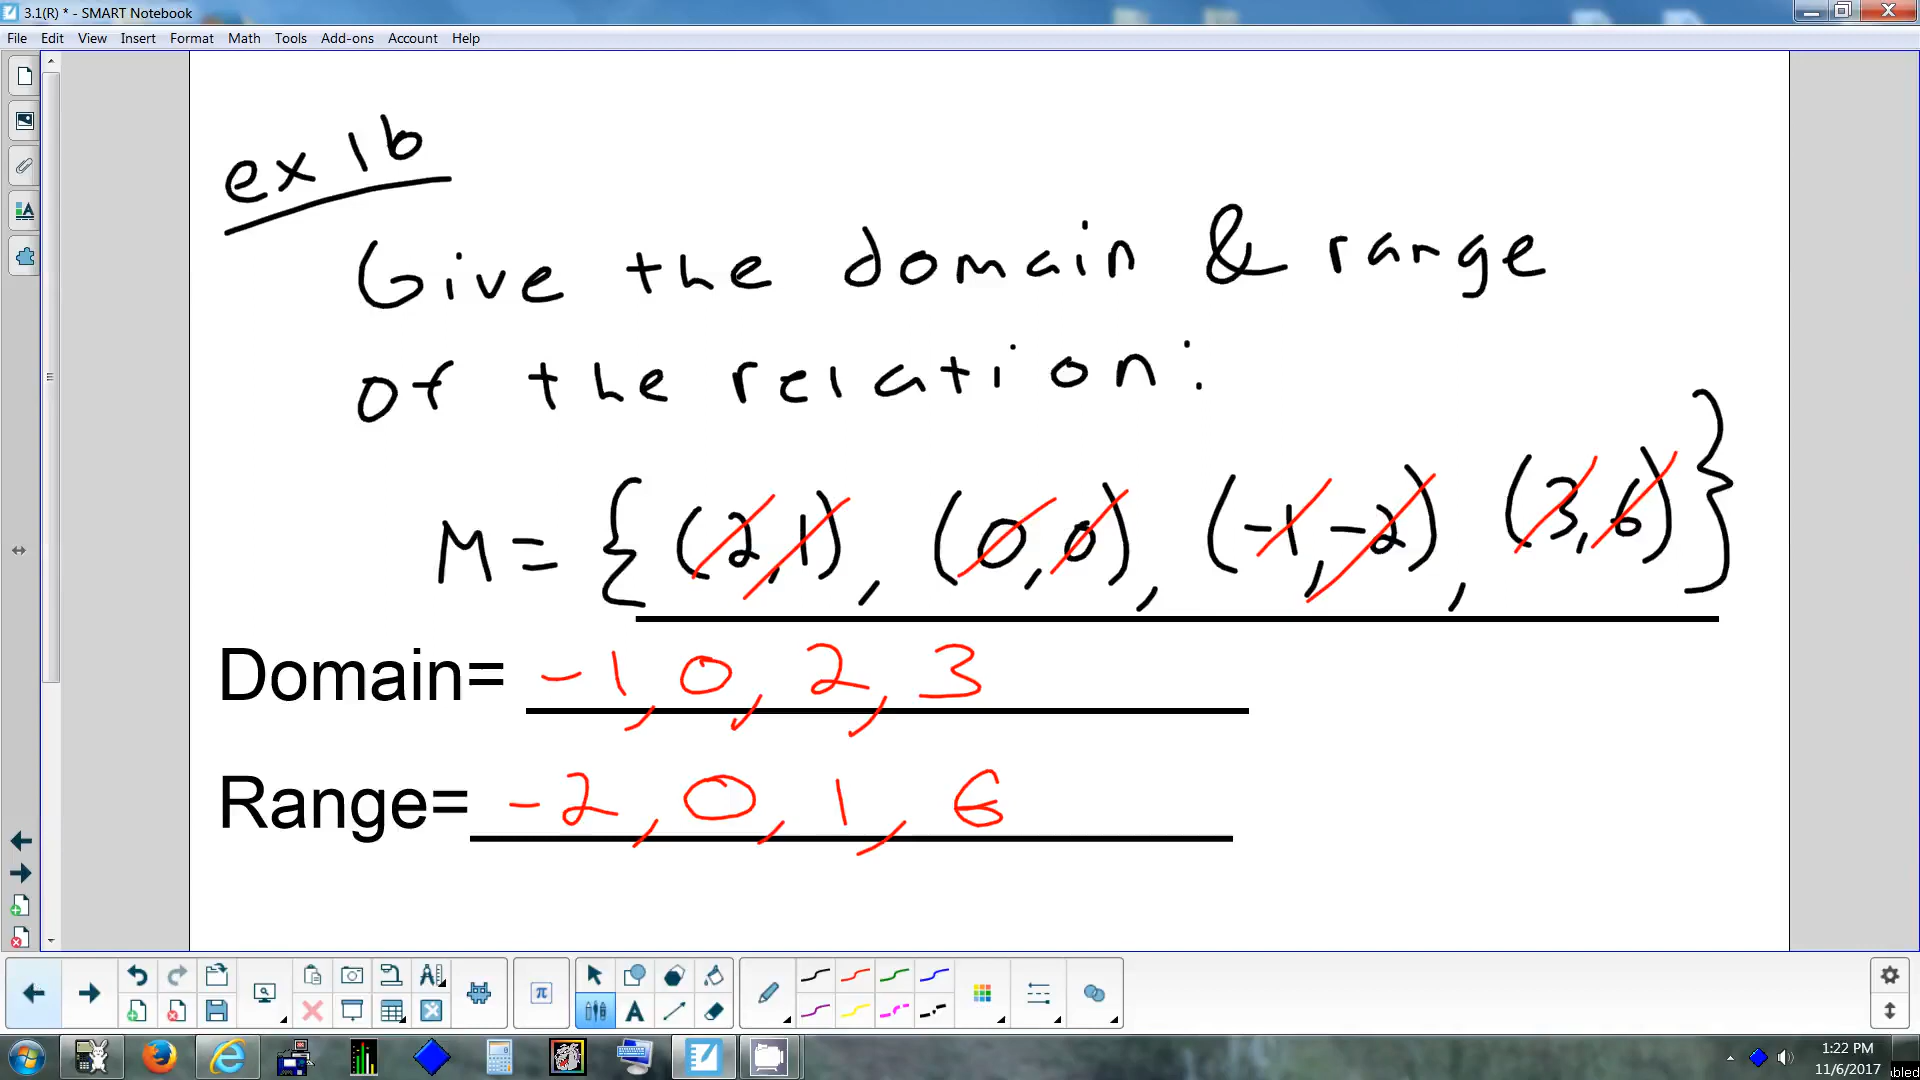 3.1(R) * - SMART Notebook
File Edit View Insert Format Math Tools Add-ons Account Help
ex 1b
Give the domain & range
of the relation:
M = {(2,1), (0,0), (-1,-2), (3,6)}
Domain= -1, 0, 2, 3
Range= -2, 0, 1, 6
π
A
1:22 PM
11/6/2017
bled